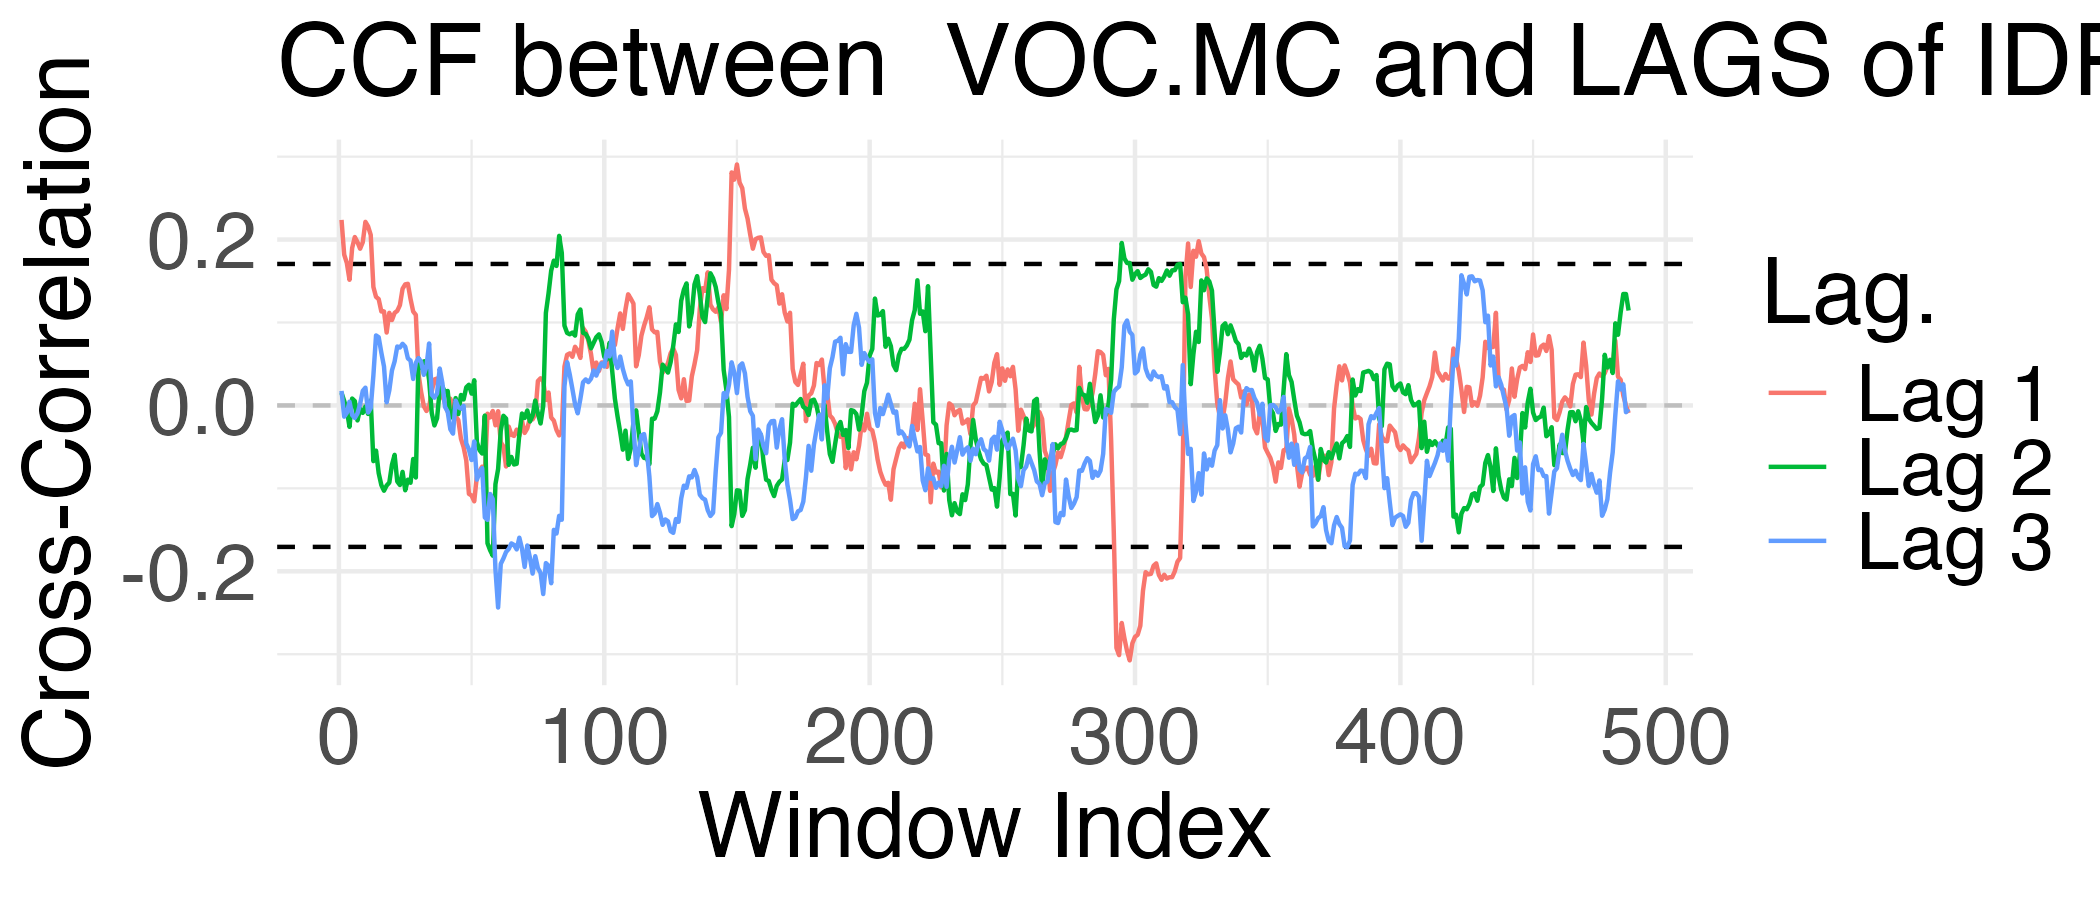 CCF between VOC.MC and LAGS of
Cross-Correlation
0.2
0.0
-0.2
0
100
200
300
400
500
Window Index
Lag.
Lag 1
Lag 2
Lag 3